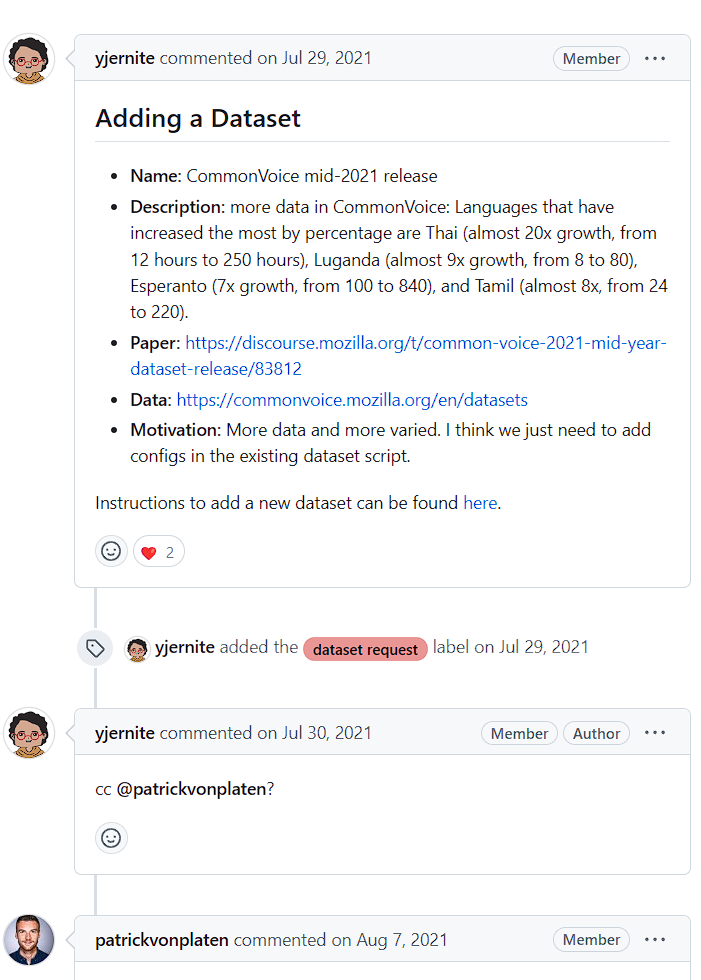 yjernite commented on Jul 29, 2021 Member ...
Adding a Dataset
• Name: CommonVoice mid-2021 release
• Description: more data in CommonVoice: Languages that have
increased the most by percentage are Thai (almost 20x growth, from
12 hours to 250 hours), Luganda (almost 9x growth, from 8 to 80),
Esperanto (7x growth, from 100 to 840), and Tamil (almost 8x, from 24
to 220).
• Paper: https://discourse.mozilla.org/t/common-voice-2021-mid-year-
dataset-release/83812
• Data: https://commonvoice.mozilla.org/en/datasets
• Motivation: More data and more varied. I think we just need to add
configs in the existing dataset script.
Instructions to add a new dataset can be found here.
2
yjernite added the dataset request label on Jul 29, 2021
yjernite commented on Jul 30, 2021 Member Author ...
cc @patrickvonplaten?
patrickvonplaten commented on Aug 7, 2021 Member ...